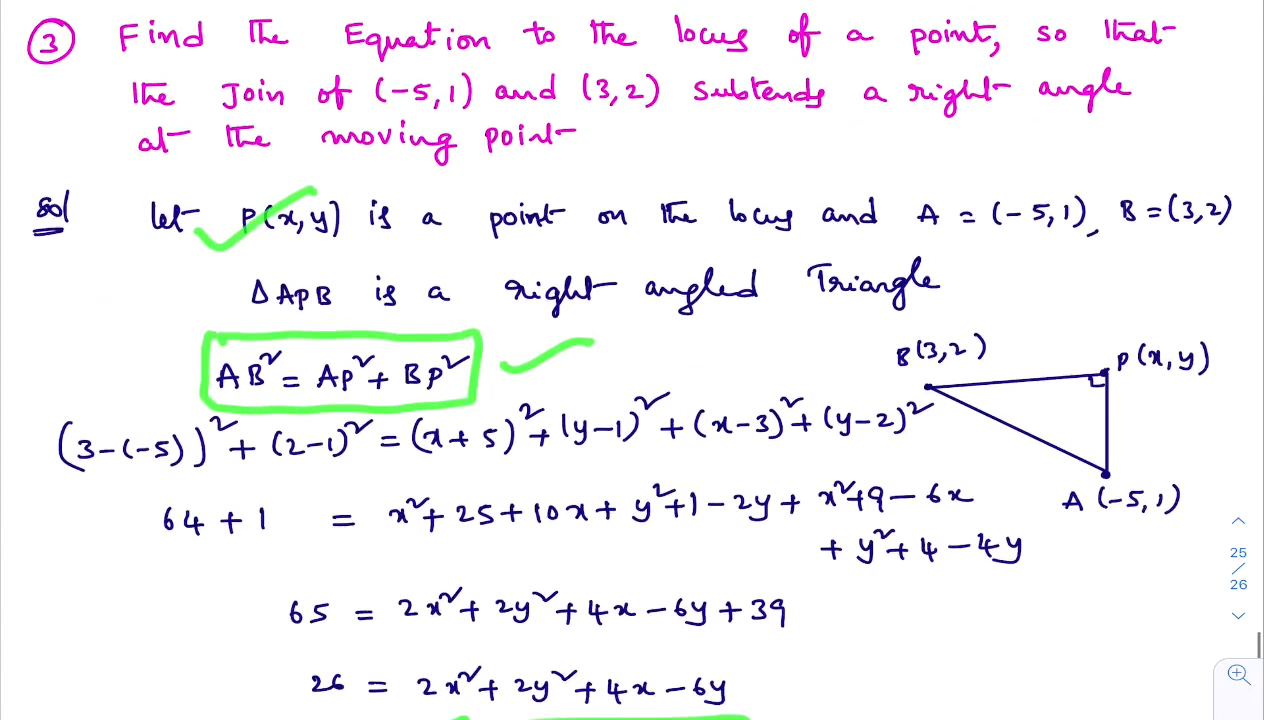 3 Find the Equation to the locus of a point, so that
the Join of (-5,1) and (3,2) Subtends a right angle
at the moving point
sol let P(x,y) is a point on the locus and A = (-5,1), B = (3,2)
Δ APB is a right angled Triangle
AB² = AP² + BP²
B(3,2) P(x,y)
(3-(-5))² + (2-1)² = (x+5)² + (y-1)² + (x-3)² + (y-2)²
A (-5,1)
64 + 1 = x² + 25 + 10x + y² + 1 - 2y + x² + 9 - 6x
+ y² + 4 - 4y
25
/
26
65 = 2x² + 2y² + 4x - 6y + 39
26 = 2x² + 2y² + 4x - 6y